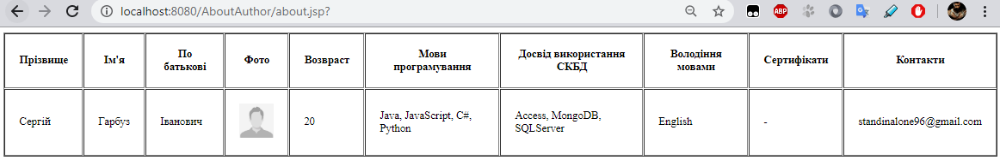 localhost:8080/AboutAuthor/about.jsp?
ABP
Прізвище
Ім'я
По
батькові
Фото
Возвраст
Мови
програмування
Досвід використання
СКБД
Володіння
мовами
Сертифікати
Контакти
Сергій
Гарбуз
Іванович
20
Java, JavaScript, C#,
Python
Access, MongoDB,
SQLServer
English
-
standinalone96@gmail.com